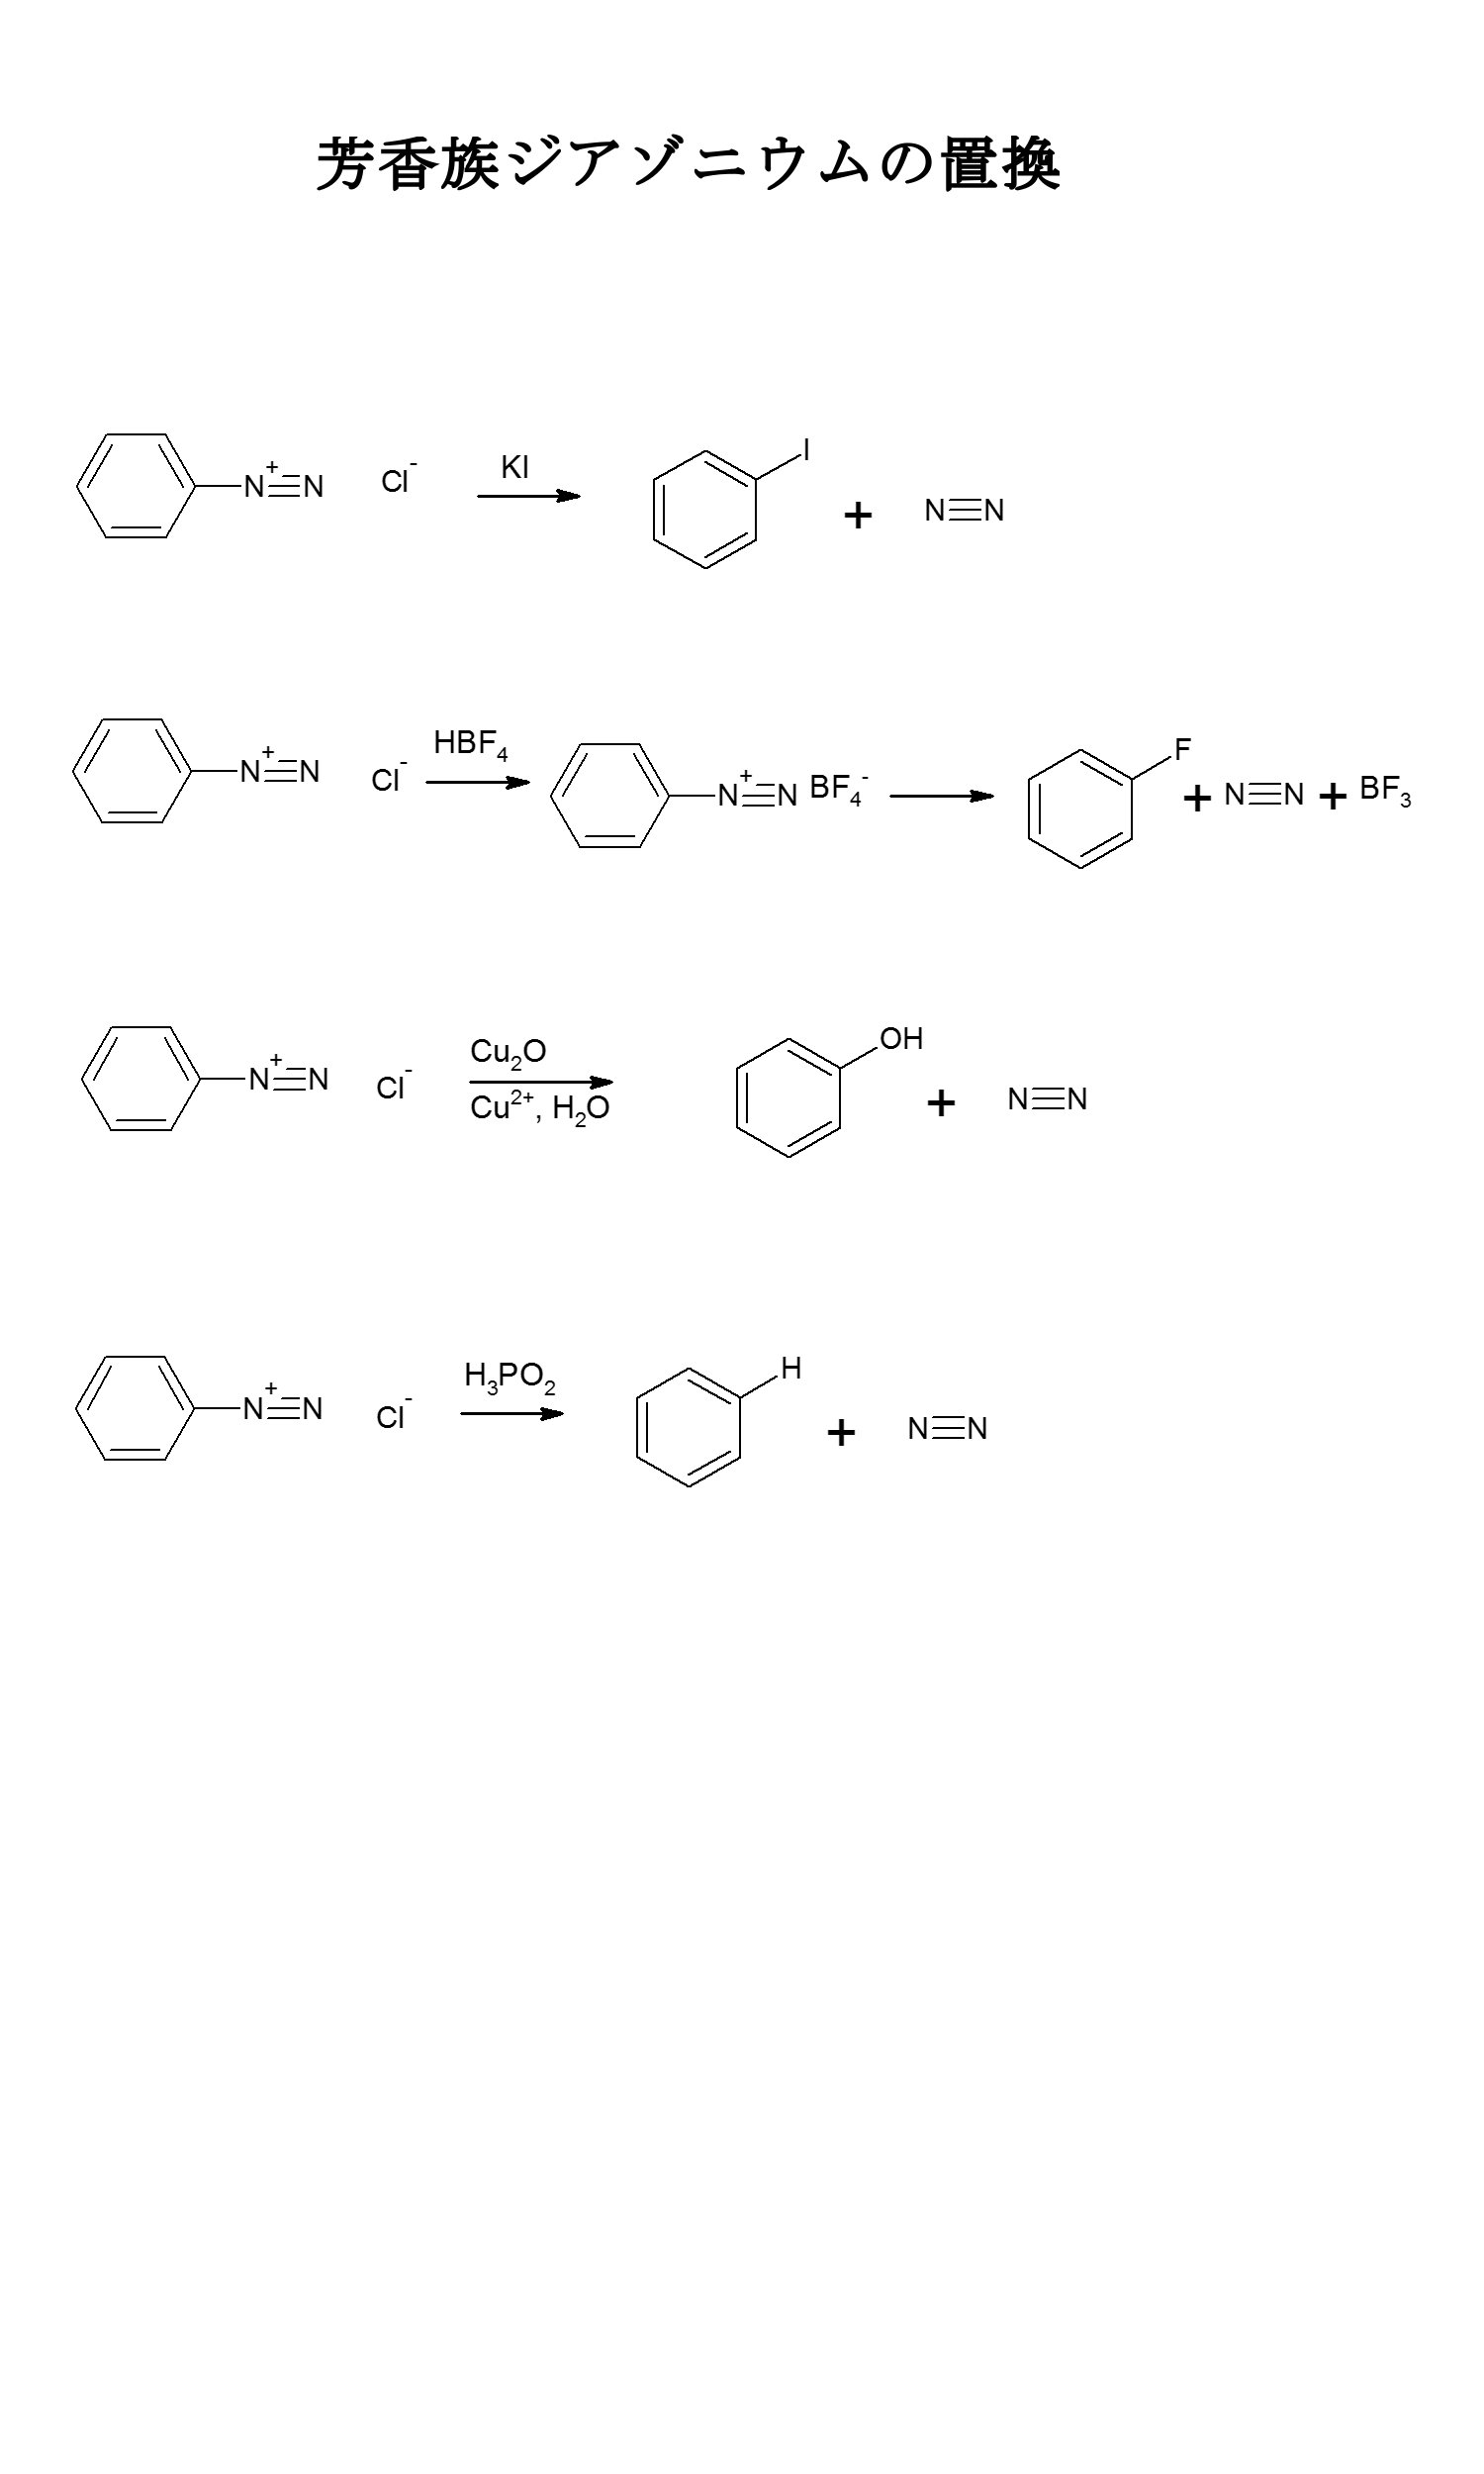 芳香族ジアゾニウムの置換
N⁺≡N Cl⁻ KI I + N≡N
N⁺≡N Cl⁻ HBF₄ N⁺≡N BF₄⁻ F + N≡N + BF₃
N⁺≡N Cl⁻ Cu₂O OH + N≡N
Cu²⁺, H₂O
N⁺≡N Cl⁻ H₃PO₂ H + N≡N